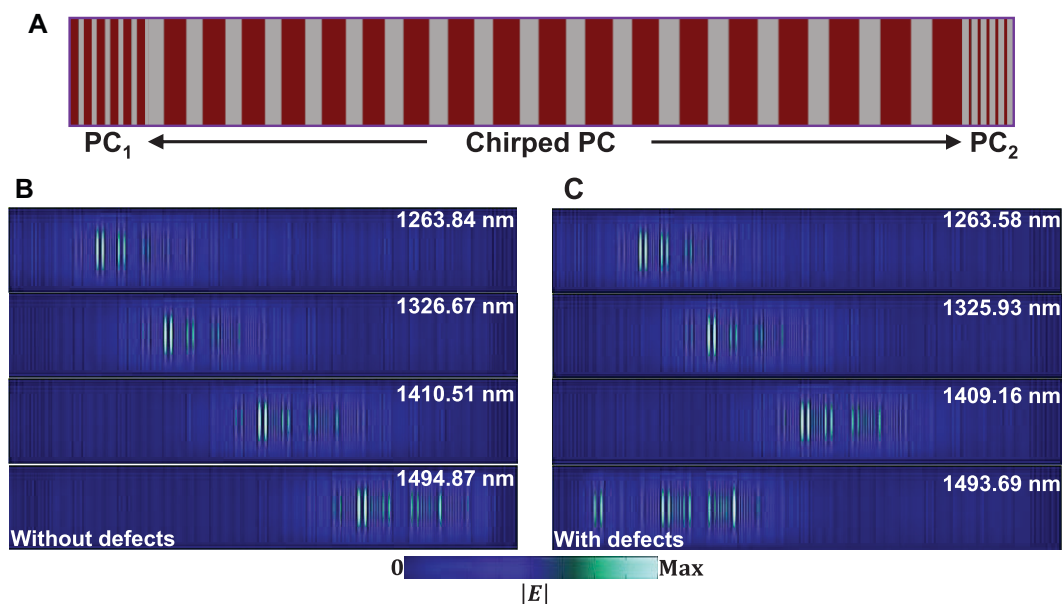 A
PC₁
Chirped PC
PC₂
B
1263.84 nm
1326.67 nm
1410.51 nm
1494.87 nm
Without defects
C
1263.58 nm
1325.93 nm
1409.16 nm
1493.69 nm
With defects
0 Max
|E|